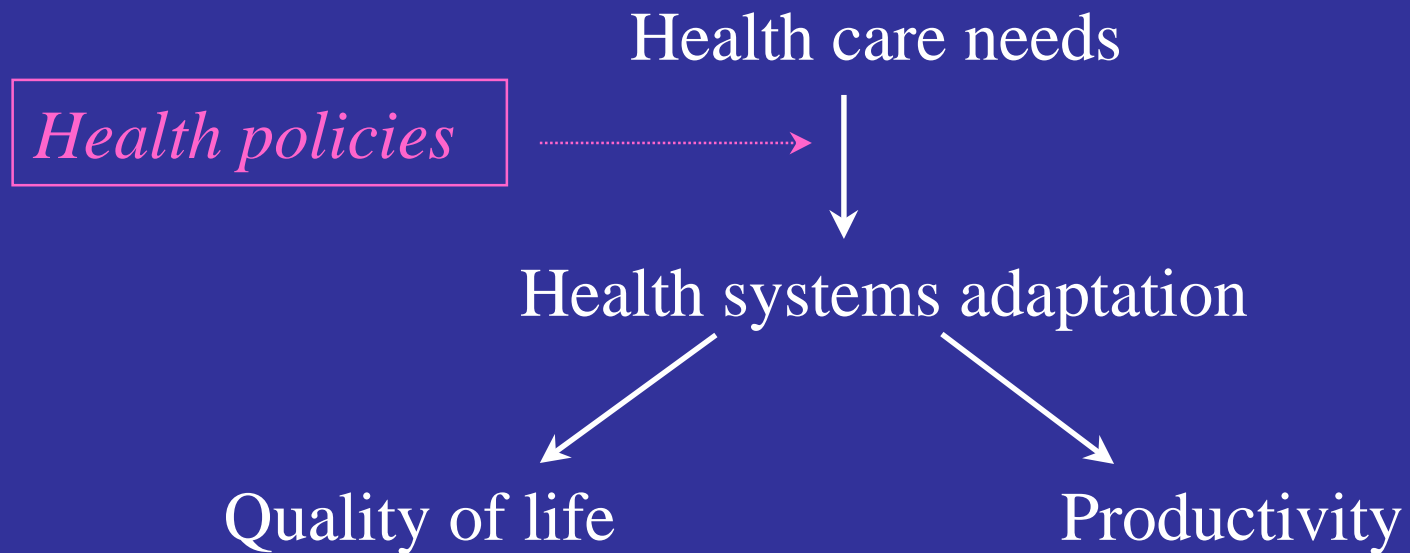 Health care needs
Health policies
Health systems adaptation
Quality of life
Productivity